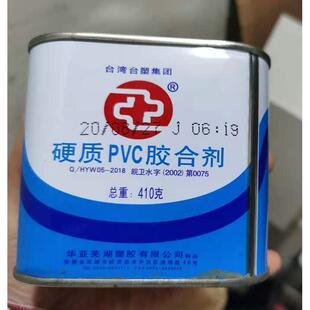 台湾台塑集团
®
20/06/27 J 06:19
硬质PVC胶合剂
Q/HYW05-2018 皖卫水字(2002)第0075
总重: 410克
华亚芜湖塑胶有限公司制品